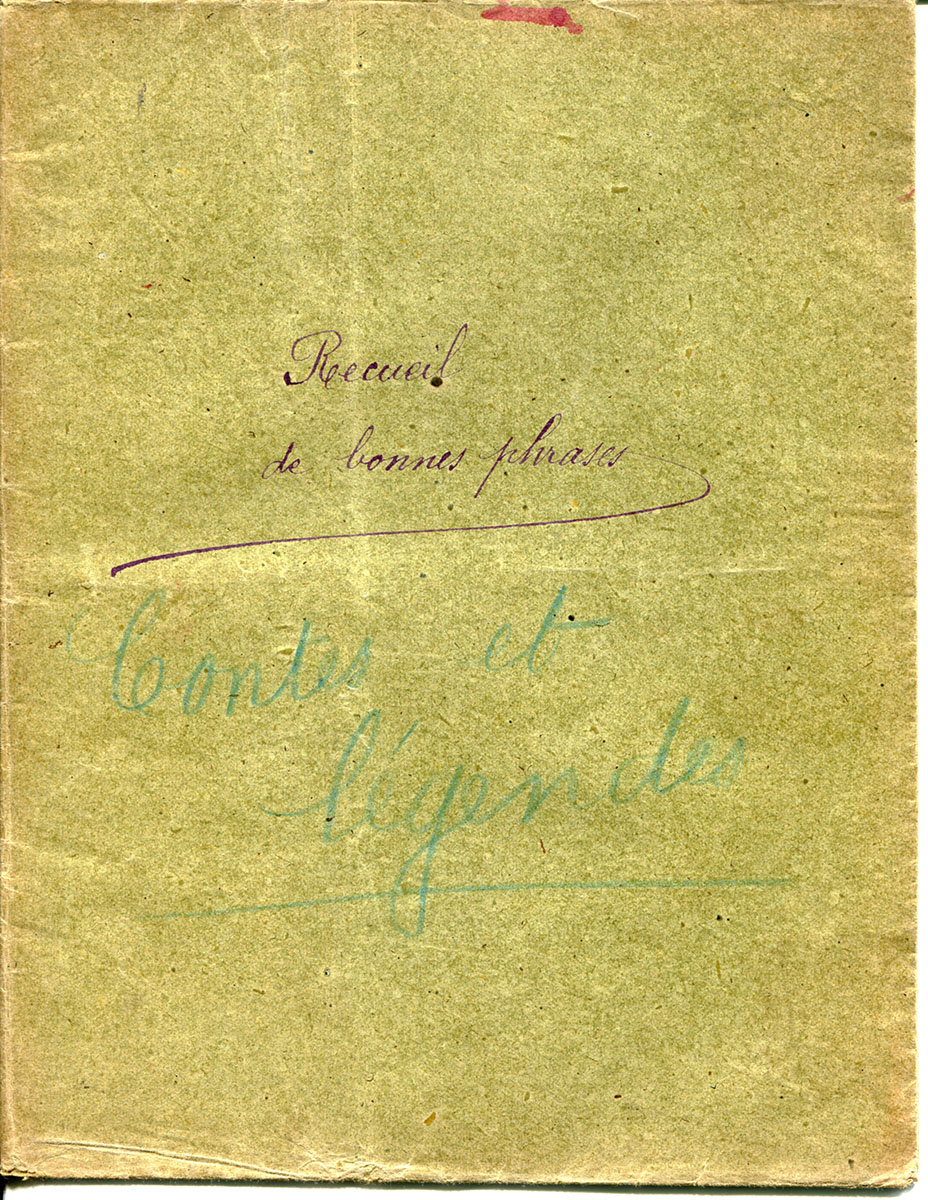 Recueil
de bonnes phrases
Contes et
légendes